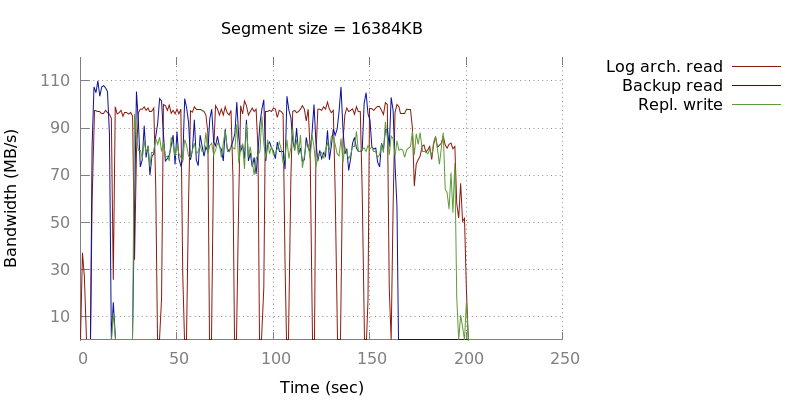 Segment size = 16384KB
Log arch. read
Backup read
Repl. write
Bandwidth (MB/s)
110
90
70
50
30
10
0 50 100 150 200 250
Time (sec)